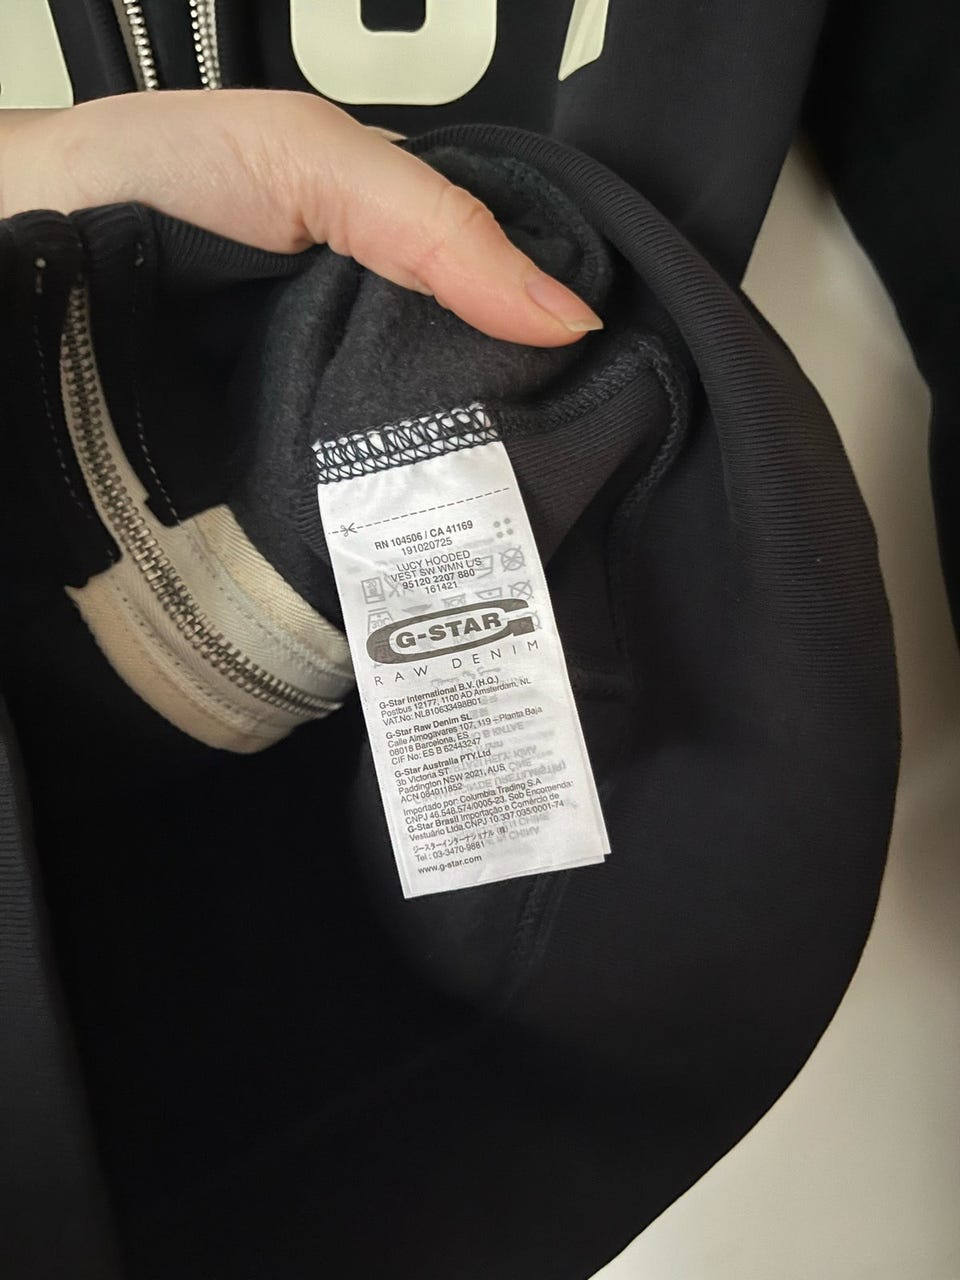 RN 104506 / CA 41169
191020725
LUCY HOODED
VEST SW WMN U/S
95120 2207 880
161421
G-STAR
RAW DENIM
G-Star International B.V. (H.Q.)
Postbus 12177, 1100 AD Amsterdam, NL
VAT.No: NL810633498B01
G-Star Raw Denim SL
Calle Almogavares 107, 119 –Planta Baja
08018 Barcelona, ES
CIF No: ES B 62443247
G-Star Australia PTY.Ltd
3b Victoria ST
Paddington NSW 2021, AUS
ACN 084011852
Importado por: Columbia Trading S.A
CNPJ 46.548.574/0005-23, Sob Encomenda:
G-Star Brasil Importação e Comércio de
Vestuário Ltda CNPJ 10.337.035/0001-74
ジースターインターナショナル (株)
Tel : 03-3470-9881
www.g-star.com